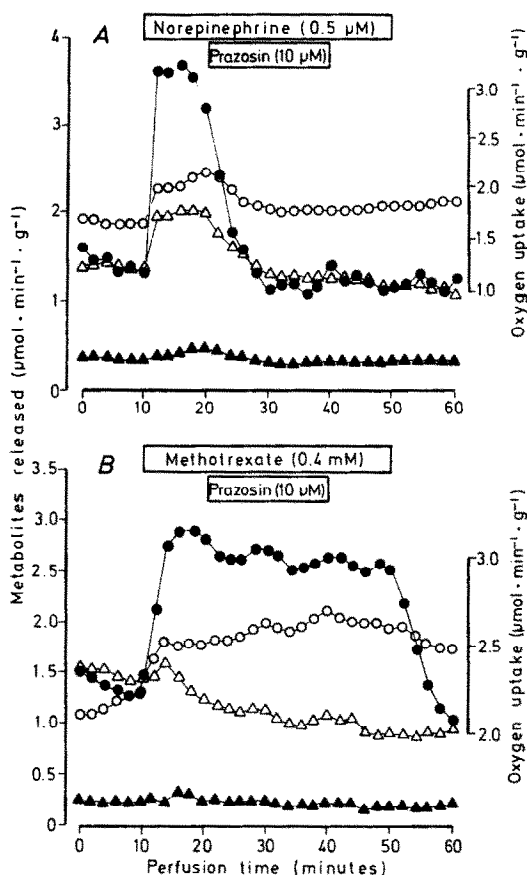 A
Norepinephrine (0.5 µM)
Prazosin (10 µM)
4
3
2
1
0
3.0
2.5
2.0
1.5
1.0
Oxygen uptake (µmol · min⁻¹ · g⁻¹)
0 10 20 30 40 50 60
Metabolites released (µmol · min⁻¹ · g⁻¹)
B
Methotrexate (0.4 mM)
Prazosin (10 µM)
3.5
3.0
2.5
2.0
1.5
1.0
0.5
0
3.0
2.5
2.0
Oxygen uptake (µmol · min⁻¹ · g⁻¹)
0 10 20 30 40 50 60
Perfusion time (minutes)